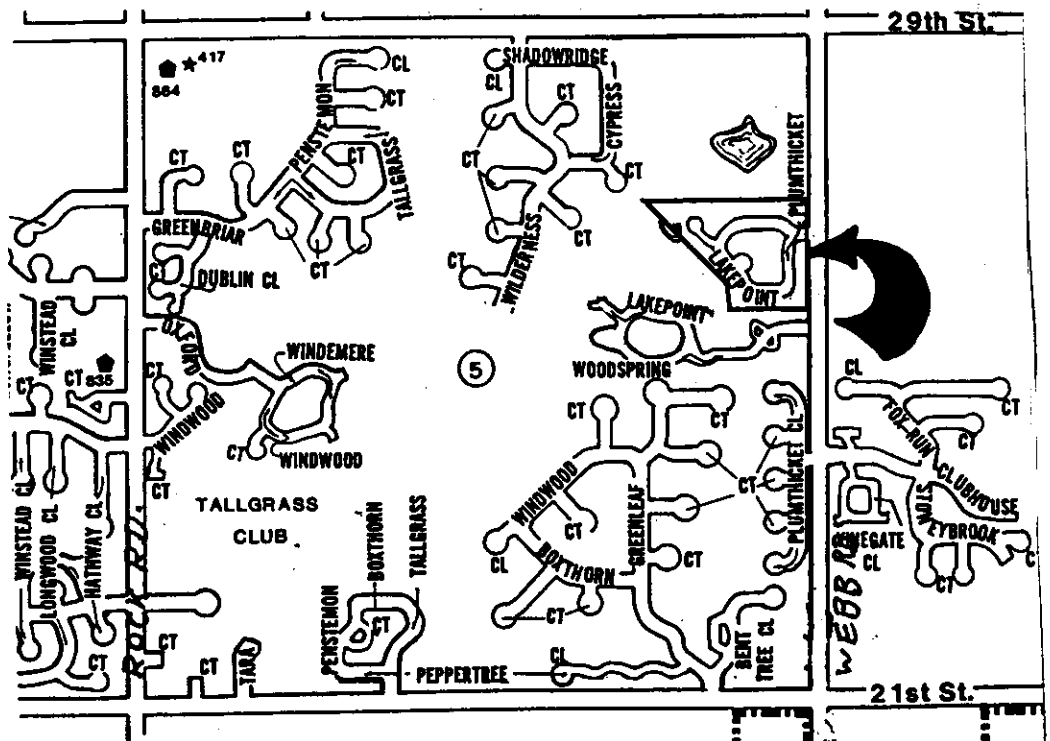 29th St.
417
884
CL
SHADOWRIDGE
CL
CT
PENSTEMON
CT
CYPRESS
CT
CT
CT
TALLGRASS
CT
CT
PLUMTHICKET
GREENBRIAR
CT
CT
CT
WILDERNESS
CT
LAKEPOINT
CT
DUBLIN CL
LAKEPOINT
WINSTEAD CL
OXFORD
WINDEMERE
5
WOODSPRING
CT
835
CT
CT
CL
CT
CT
CT
FOX RUN
WINDWOOD
CT
WINDWOOD
PLUMTHICKET CL
CT
CT
WINDWOOD
CT
CLUBHOUSE
TALLGRASS
CLUB
WINSTEAD CL
LONGWOOD CL
HATHWAY CL
BOXTHORN
TALLGRASS
CT
GREENLEAF
STONEYBROOK
CL
CL
BOXTHORN
CT
CT
ROCK RD.
PENSTEMON
CT
CT
WEBB RD
CT
CT
CT
TARA
PEPPERTREE
CL
BENT TREE CL
21st St.